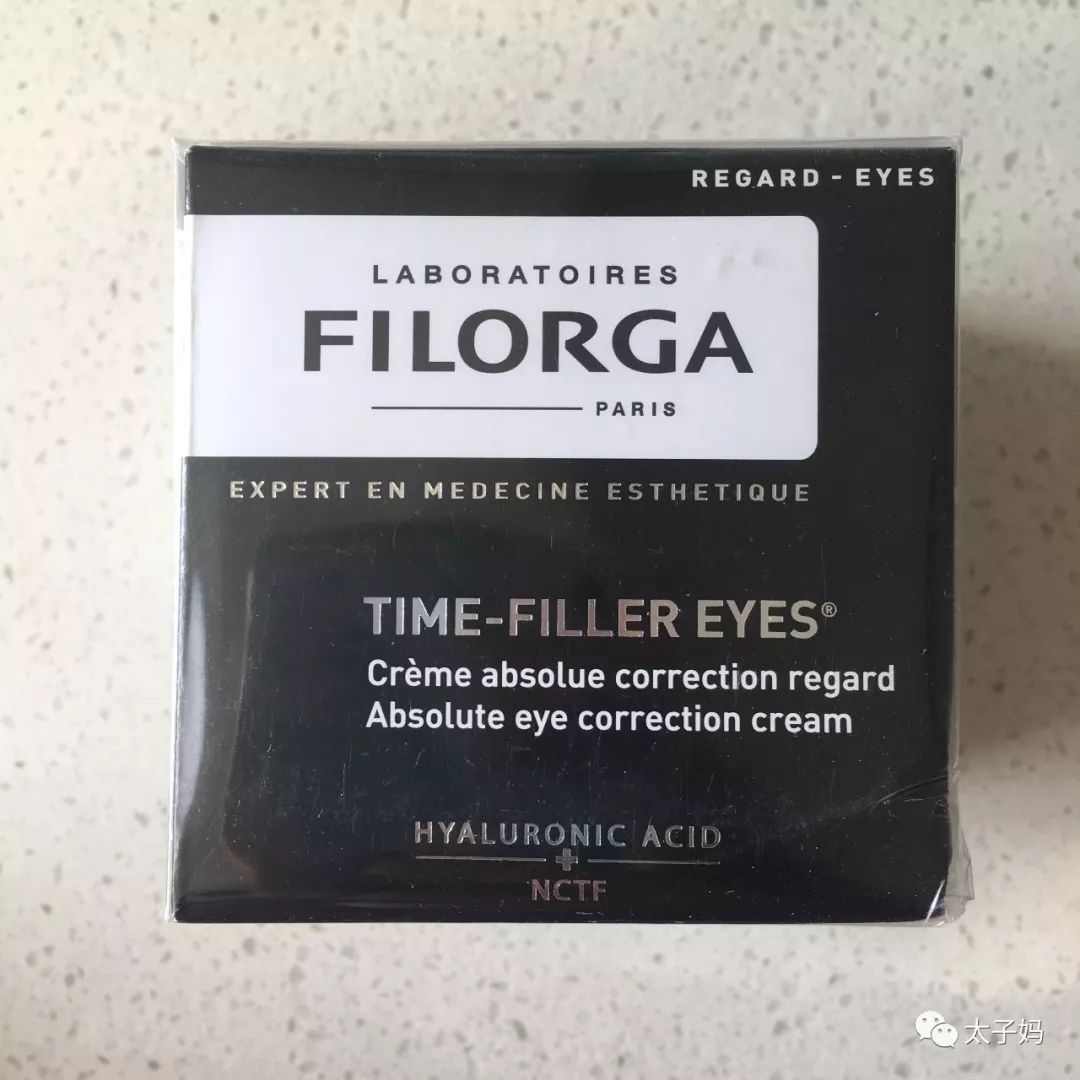 REGARD - EYES
LABORATOIRES
FILORGA
PARIS
EXPERT EN MEDECINE ESTHETIQUE
TIME-FILLER EYES®
Crème absolue correction regard
Absolute eye correction cream
HYALURONIC ACID
+
NCTF
太子妈